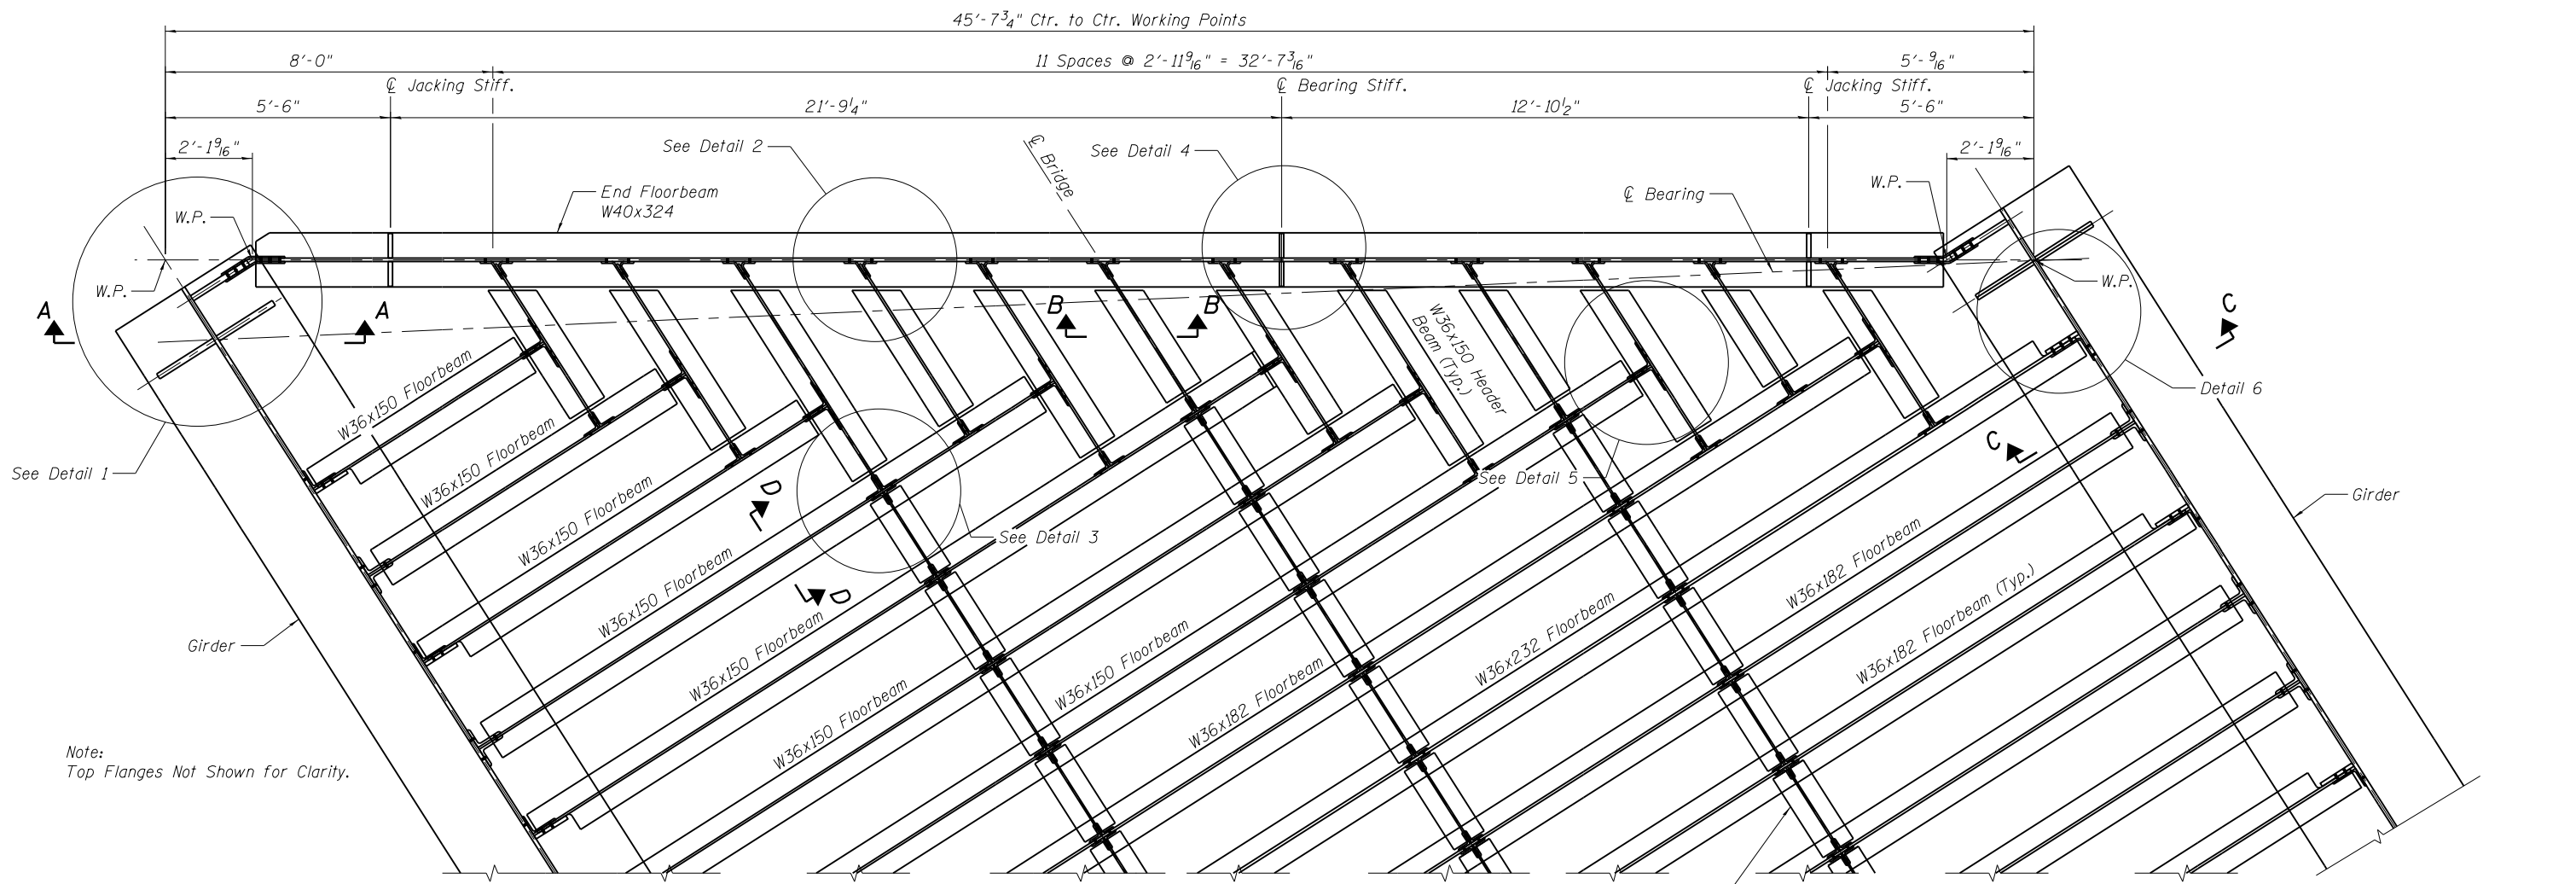 45'-7¾" Ctr. to Ctr. Working Points
8'-0"
11 Spaces @ 2'-11⁹⁄₁₆" = 32'-7³⁄₁₆"
5'-⁹⁄₁₆"
℄ Jacking Stiff.
℄ Bearing Stiff.
℄ Jacking Stiff.
5'-6"
21'-9¼"
12'-10½"
5'-6"
2'-1⁹⁄₁₆"
See Detail 2
℄ Bridge
See Detail 4
2'-1⁹⁄₁₆"
End Floorbeam
W40x324
℄ Bearing
W.P.
W.P.
W.P.
W.P.
A
A
B
B
C
W36x150 Header
Beam (Typ.)
Detail 6
W36x150 Floorbeam
W36x150 Floorbeam
W36x150 Floorbeam
See Detail 1
See Detail 5
C
Girder
D
See Detail 3
D
W36x150 Floorbeam
W36x150 Floorbeam
W36x150 Floorbeam
W36x150 Floorbeam
W36x182 Floorbeam
W36x232 Floorbeam
W36x182 Floorbeam
W36x182 Floorbeam (Typ.)
Girder
Note:
Top Flanges Not Shown for Clarity.